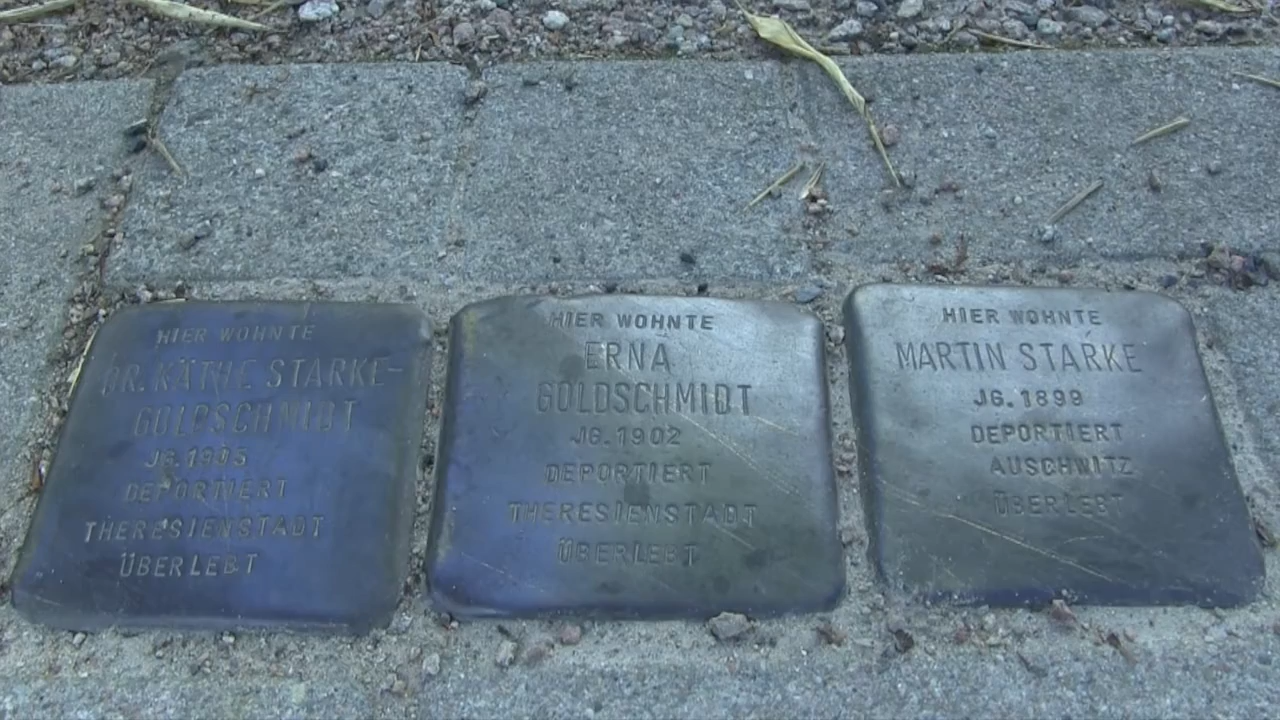 HIER WOHNTE
DR. KÄTHE STARKE-
GOLDSCHMIDT
JG. 1905
DEPORTIERT
THERESIENSTADT
ÜBERLEBT
HIER WOHNTE
ERNA
GOLDSCHMIDT
JG. 1902
DEPORTIERT
THERESIENSTADT
ÜBERLEBT
HIER WOHNTE
MARTIN STARKE
JG. 1899
DEPORTIERT
AUSCHWITZ
ÜBERLEBT